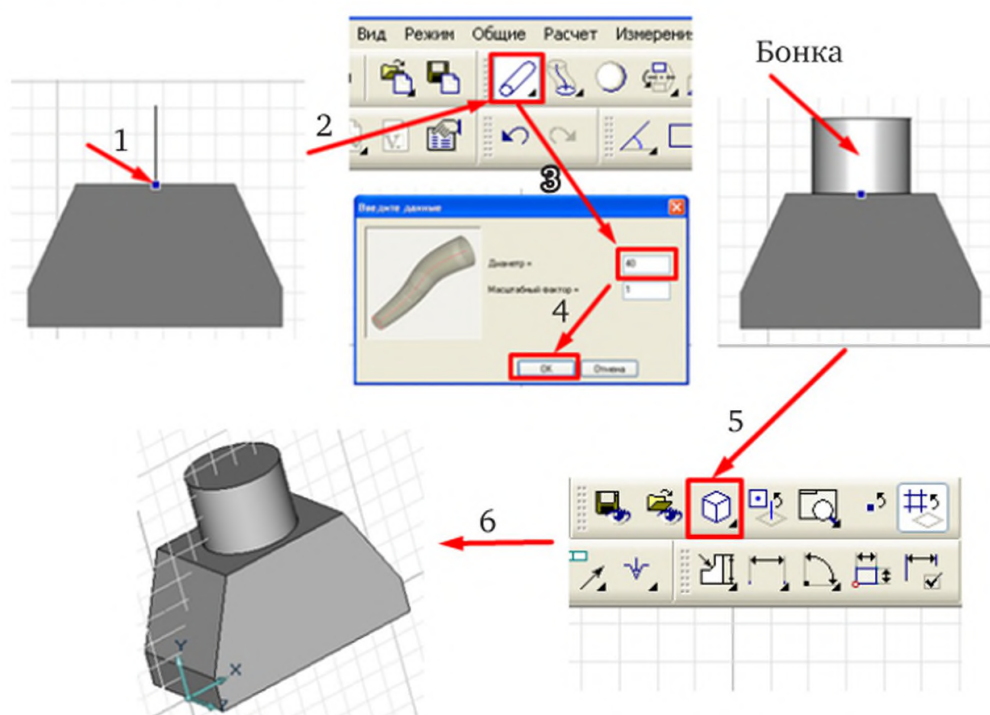 Вид Режим Общие Расчет Измерени
Бонка
1
2
3
Введите данные
Диаметр =
40
Масштабный фактор =
1
4
OK
Отмена
5
6
Y
X
Z